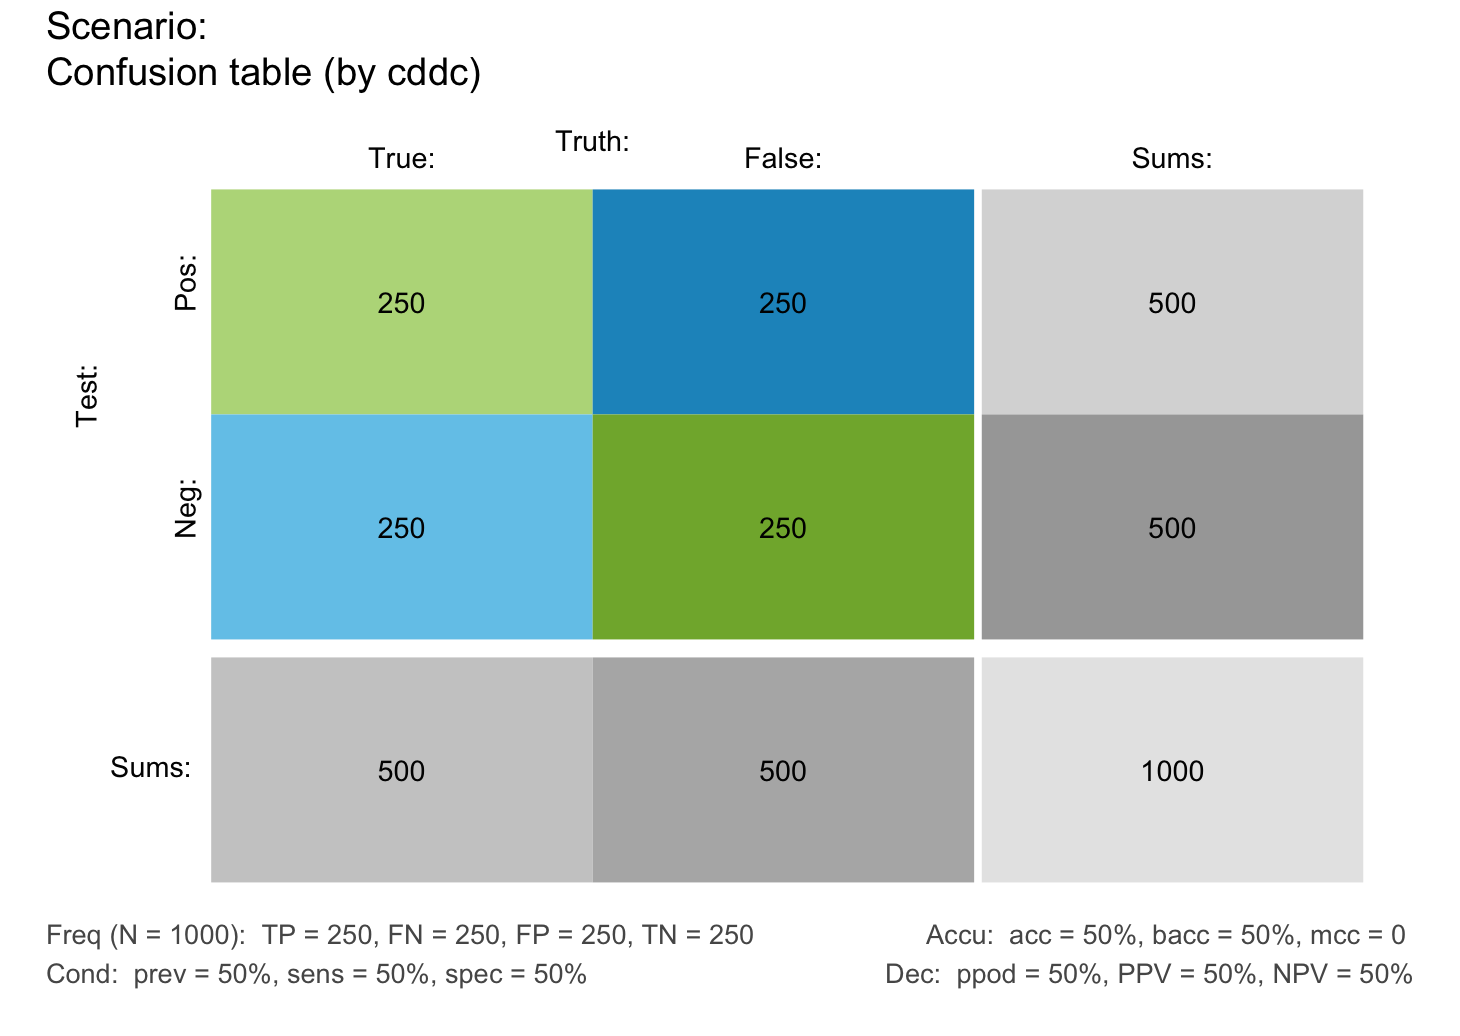 Scenario:
Confusion table (by cddc)
Truth:
True: False: Sums:
Test:
Pos: 250 250 500
Neg: 250 250 500
Sums: 500 500 1000
Freq (N = 1000):  TP = 250, FN = 250, FP = 250, TN = 250
Accu:  acc = 50%, bacc = 50%, mcc = 0
Cond:  prev = 50%, sens = 50%, spec = 50%
Dec:  ppod = 50%, PPV = 50%, NPV = 50%